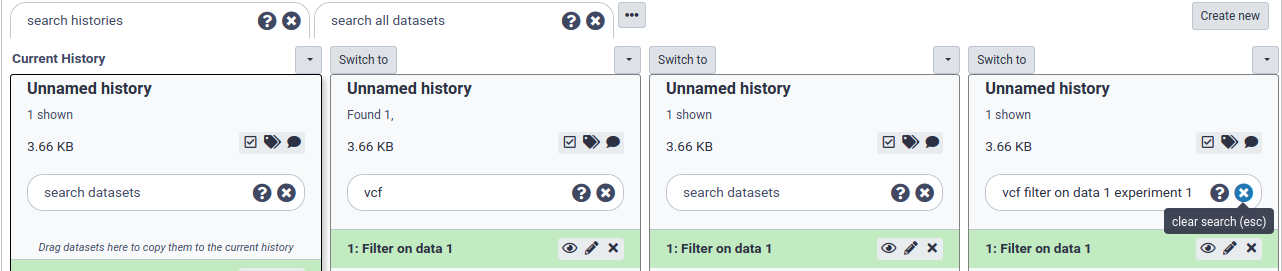 search histories
search all datasets
•••
Create new
Current History
Switch to
Switch to
Switch to
Unnamed history
1 shown
3.66 KB
search datasets
Drag datasets here to copy them to the current history
Unnamed history
Found 1,
3.66 KB
vcf
1: Filter on data 1
Unnamed history
1 shown
3.66 KB
search datasets
1: Filter on data 1
Unnamed history
1 shown
3.66 KB
vcf filter on data 1 experiment 1
clear search (esc)
1: Filter on data 1